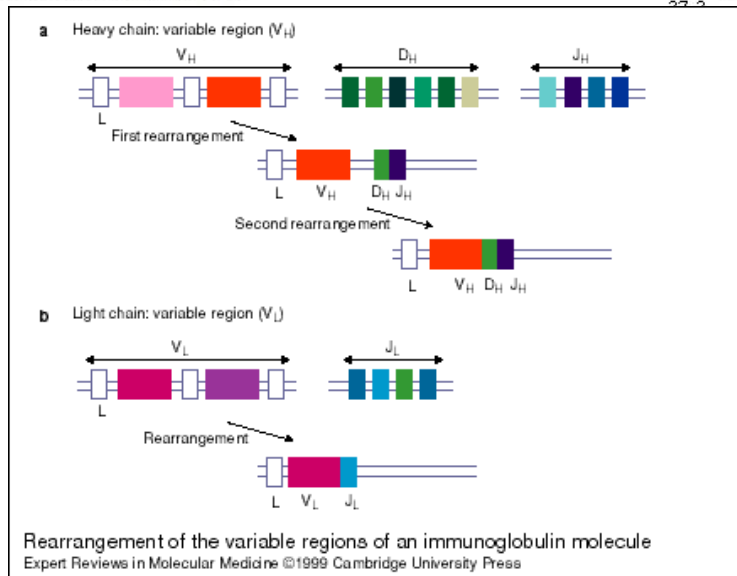 a Heavy chain: variable region (VH)
VH DH JH
L
First rearrangement
L VH DH JH
Second rearrangement
L VH DH JH
b Light chain: variable region (VL)
VL JL
L
Rearrangement
L VL JL
Rearrangement of the variable regions of an immunoglobulin molecule
Expert Reviews in Molecular Medicine ©1999 Cambridge University Press